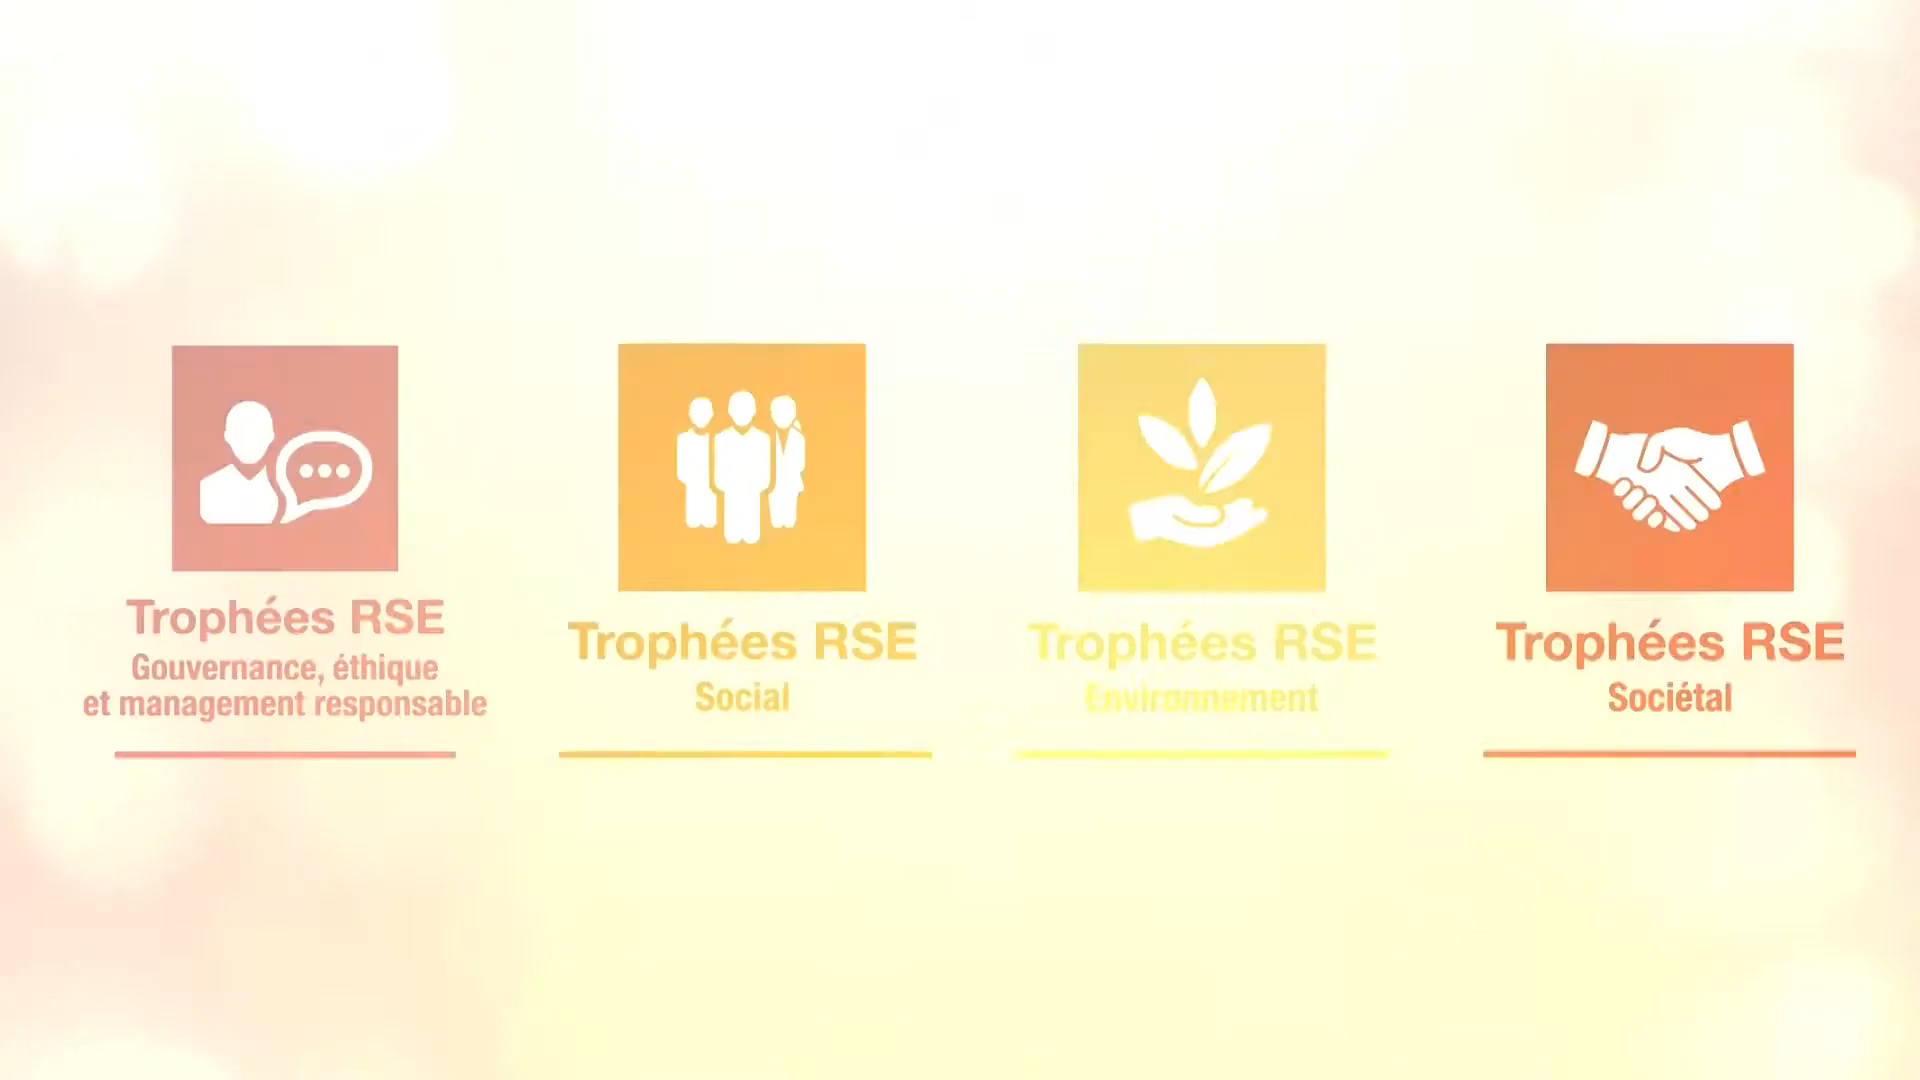 Trophées RSE
Gouvernance, éthique
et management responsable
Trophées RSE
Social
Trophées RSE
Environnement
Trophées RSE
Sociétal